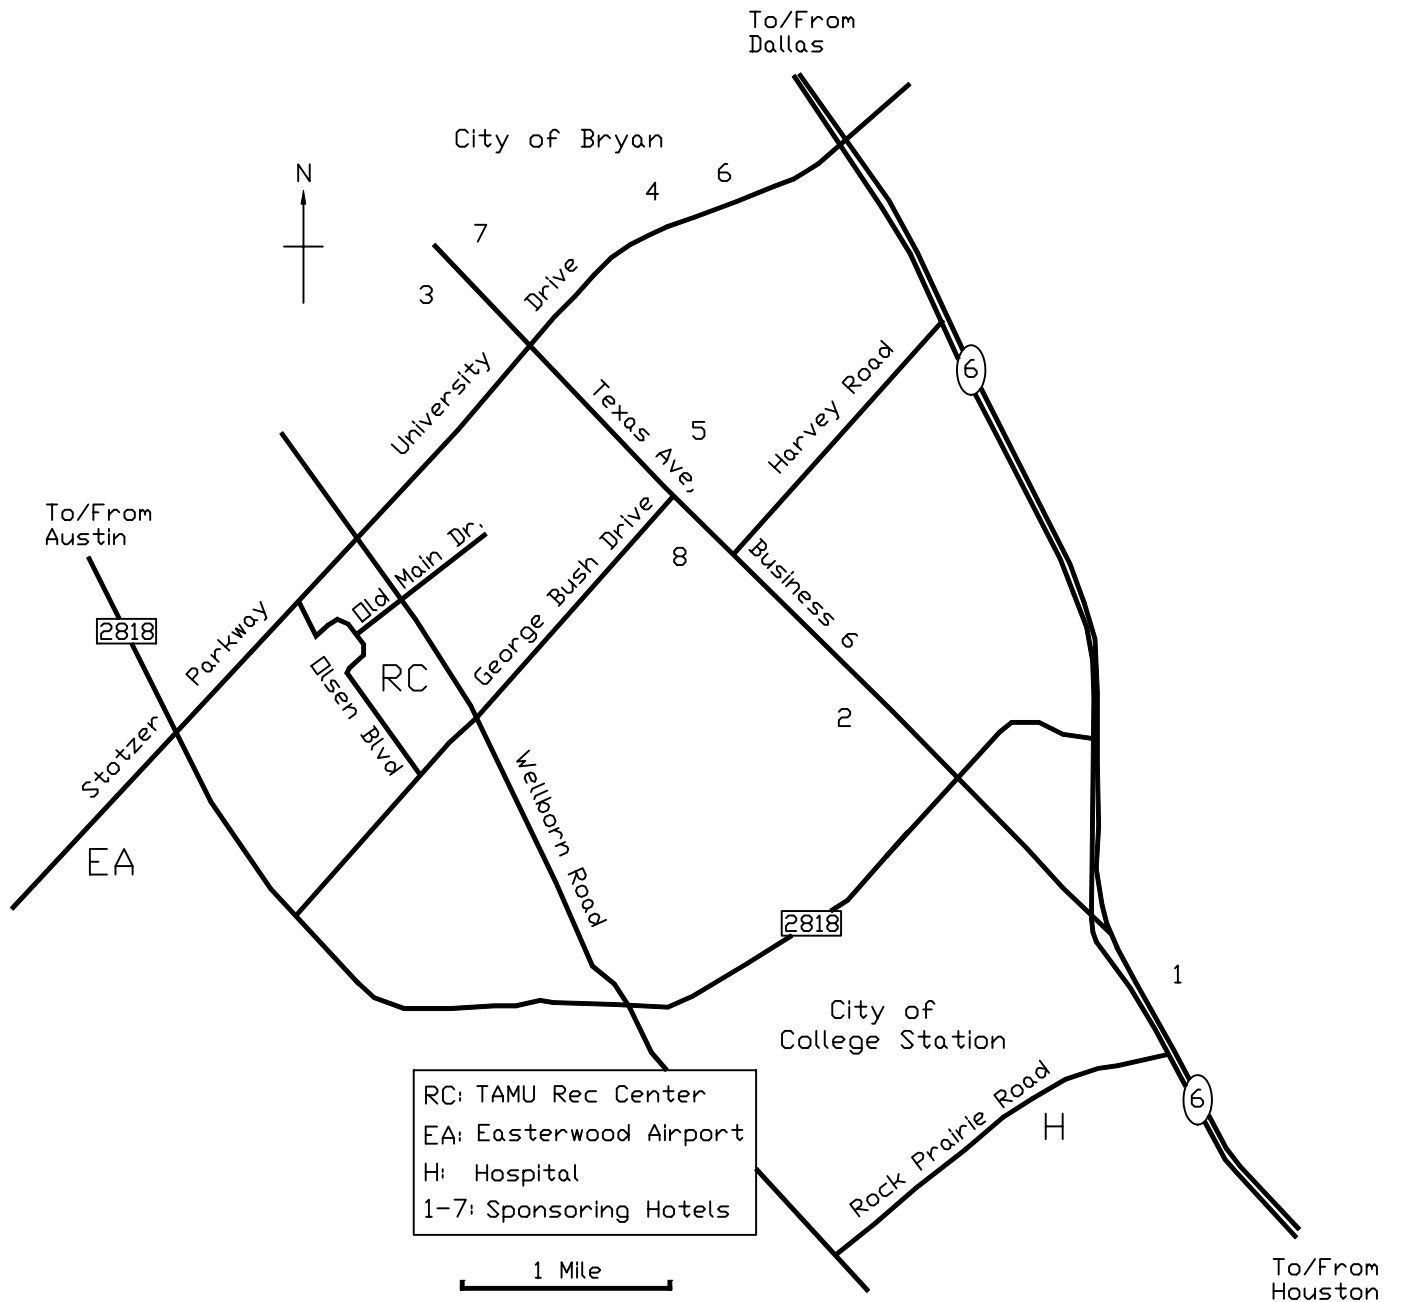 To/From
Dallas
City of Bryan
N
6
4
7
3
Drive
University
Texas Ave,
5
Harvey Road
6
To/From
Austin
2818
Parkway
Stotzer
Old Main Dr.
George Bush Drive
8
Business 6
RC
Olsen Blvd
2
Wellborn Road
EA
2818
1
City of
College Station
Rock Prairie Road
H
6
RC: TAMU Rec Center
EA: Easterwood Airport
H: Hospital
1-7: Sponsoring Hotels
1 Mile
To/From
Houston